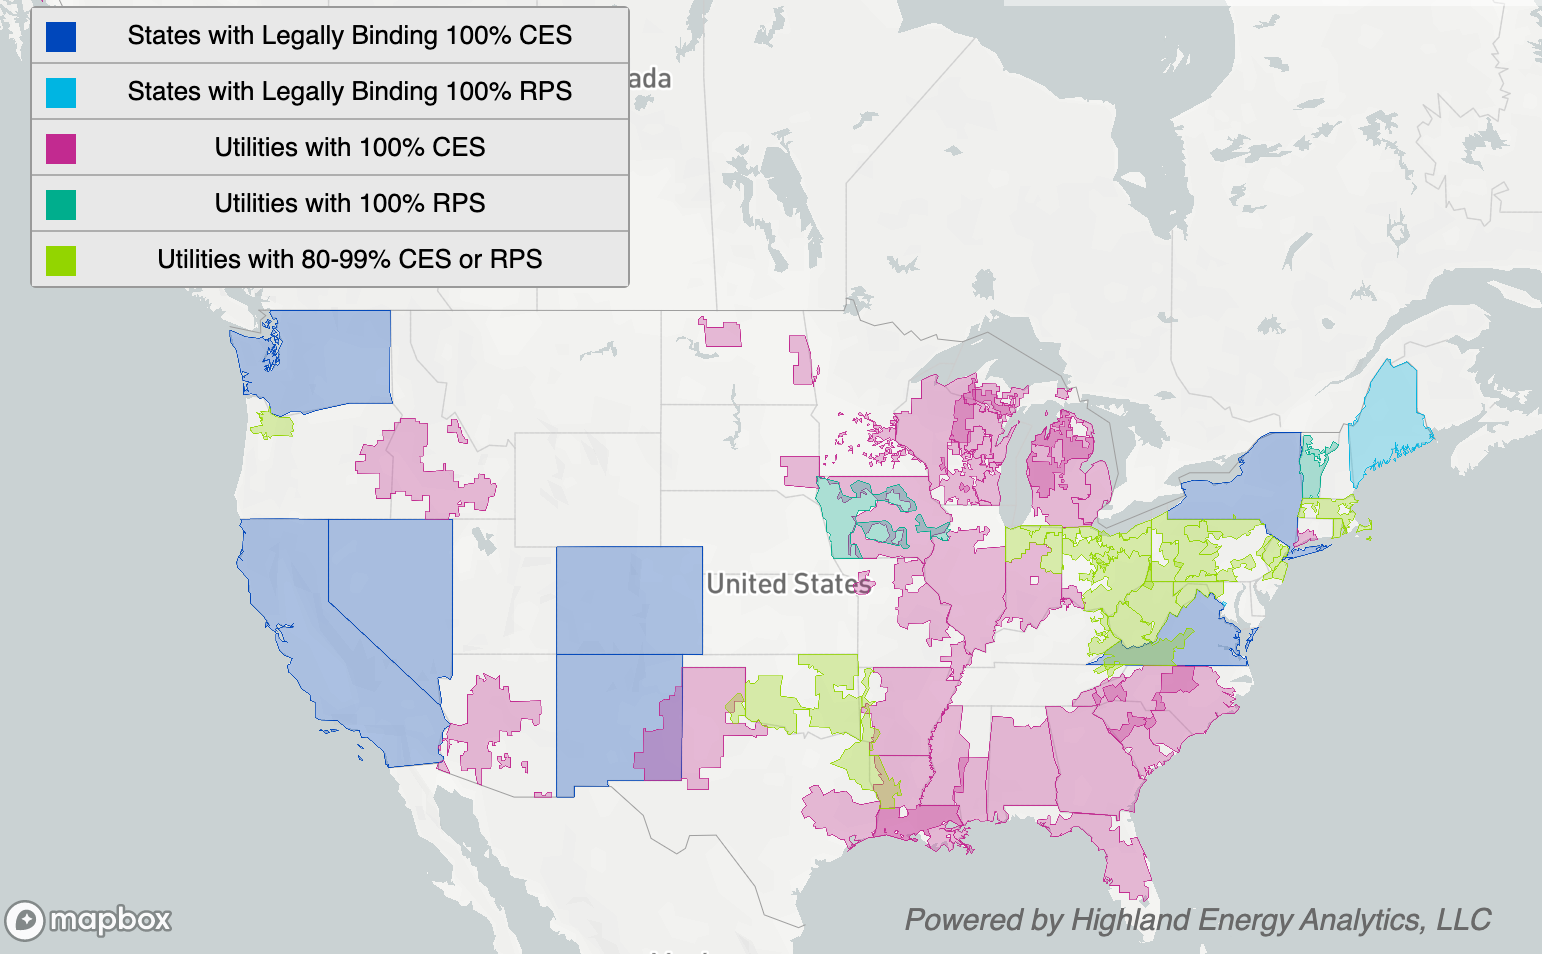 States with Legally Binding 100% CES
States with Legally Binding 100% RPS
Utilities with 100% CES
Utilities with 100% RPS
Utilities with 80-99% CES or RPS
ada
United States
mapbox
Powered by Highland Energy Analytics, LLC